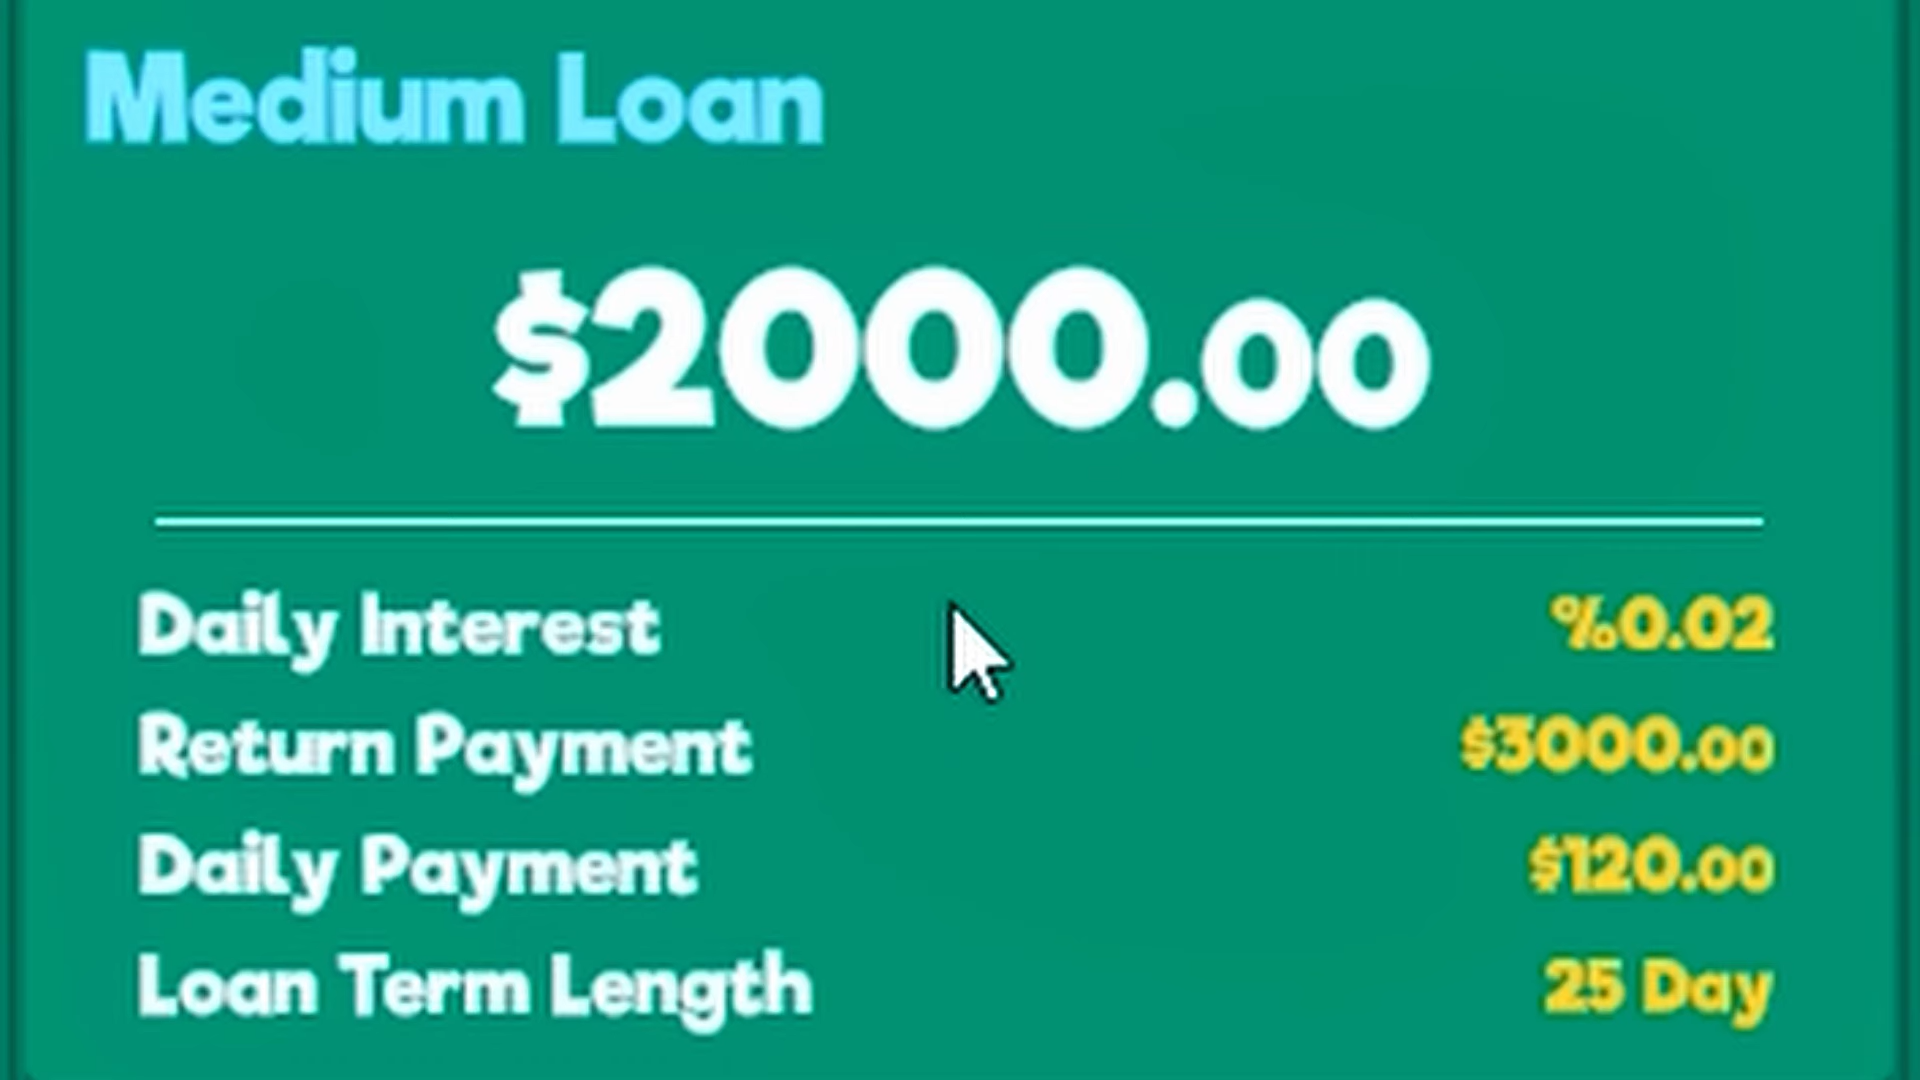 Medium Loan
$2000.00
Daily Interest %0.02
Return Payment $3000.00
Daily Payment $120.00
Loan Term Length 25 Day